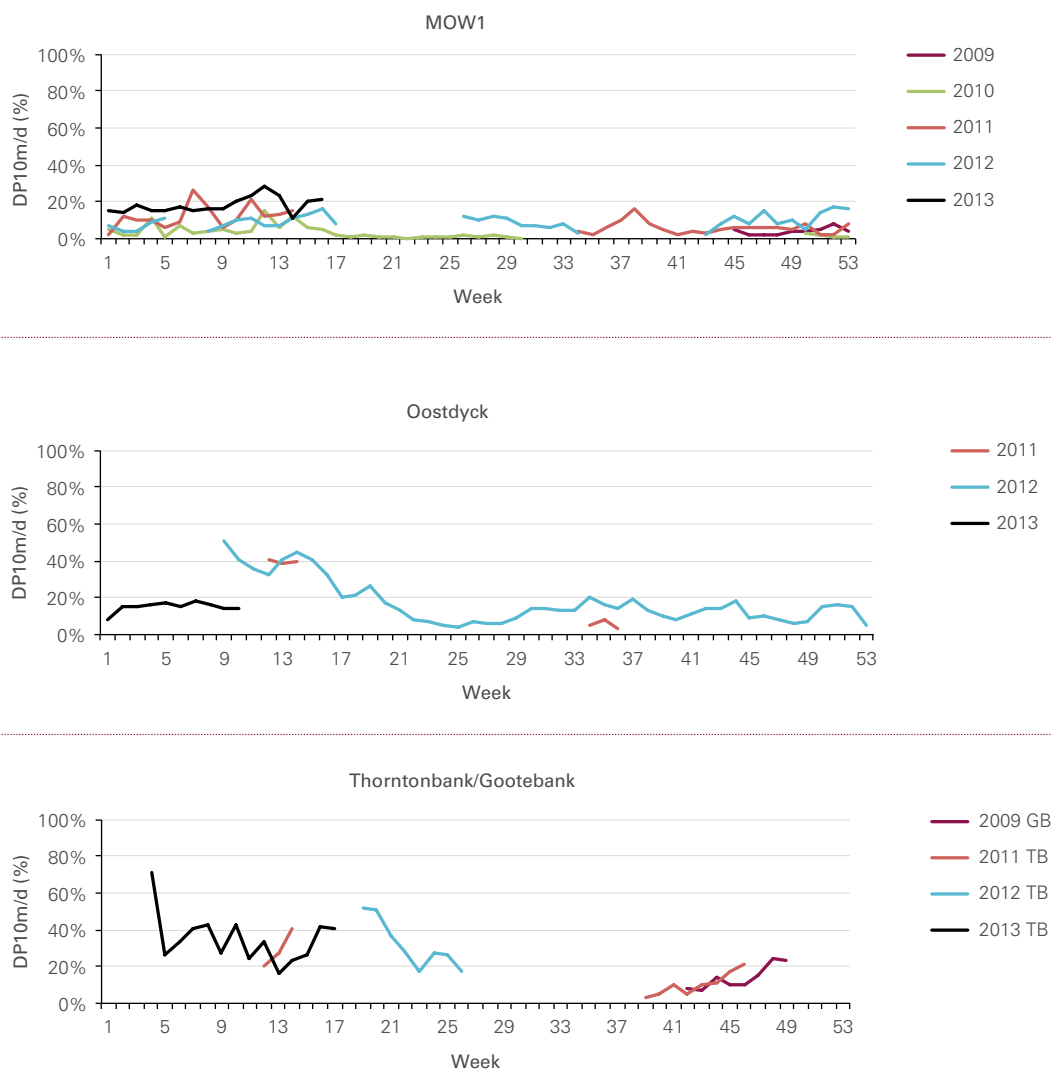 MOW1
100%
80%
60%
40%
20%
0%
DP10m/d (%)
1 5 9 13 17 21 25 29 33 37 41 45 49 53
Week
2009
2010
2011
2012
2013
Oostdyck
100%
80%
60%
40%
20%
0%
DP10m/d (%)
1 5 9 13 17 21 25 29 33 37 41 45 49 53
Week
2011
2012
2013
Thorntonbank/Gootebank
100%
80%
60%
40%
20%
0%
DP10m/d (%)
1 5 9 13 17 21 25 29 33 37 41 45 49 53
Week
2009 GB
2011 TB
2012 TB
2013 TB